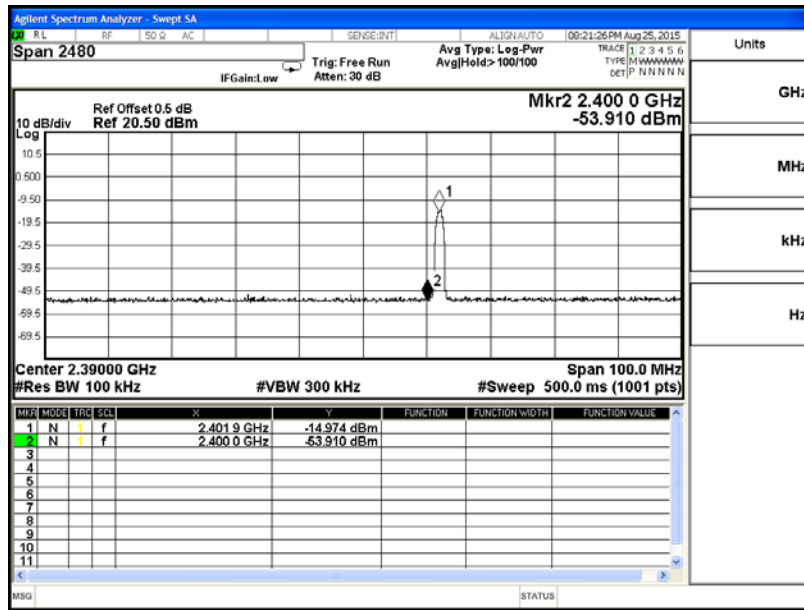 Agilent Spectrum Analyzer - Swept SA
RL RF 50 Ω AC SENSE:INT ALIGNAUTO 08:21:26 PM Aug 25, 2015
Span 2480
IFGain:Low
Trig: Free Run
Atten: 30 dB
Avg Type: Log-Pwr
Avg|Hold:> 100/100
TRACE 1 2 3 4 5 6
TYPE M
DET P N N N N N
Units
GHz
MHz
kHz
Hz
Ref Offset 0.5 dB
10 dB/div Ref 20.50 dBm
Log
Mkr2 2.400 0 GHz
-53.910 dBm
10.5
0.500
-9.50
-19.5
-29.5
-39.5
-49.5
-59.5
-69.5
1
2
Center 2.39000 GHz Span 100.0 MHz
#Res BW 100 kHz #VBW 300 kHz #Sweep 500.0 ms (1001 pts)
MKR MODE TRC SCL X Y FUNCTION FUNCTION WIDTH FUNCTION VALUE
1 N 1 f 2.401 9 GHz -14.974 dBm
2 N 1 f 2.400 0 GHz -53.910 dBm
3
4
5
6
7
8
9
10
11
MSG STATUS